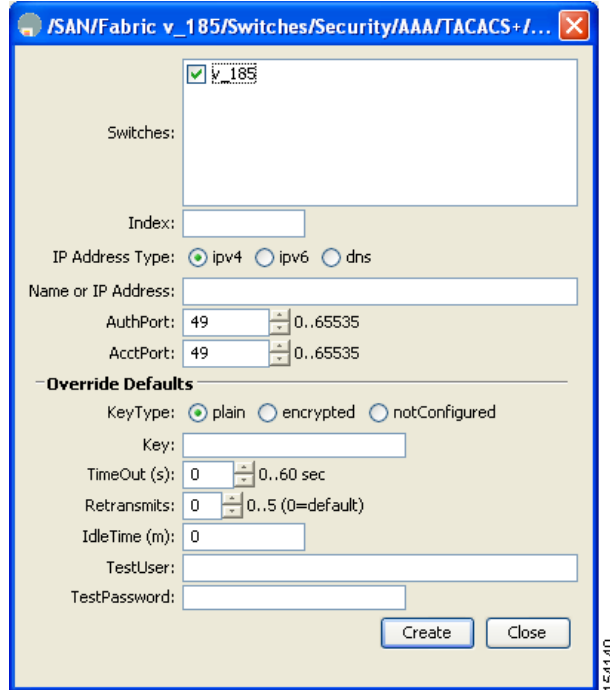 /SAN/Fabric v_185/Switches/Security/AAA/TACACS+/...
v_185
Switches:
Index:
IP Address Type: ipv4 ipv6 dns
Name or IP Address:
AuthPort: 49 0..65535
AcctPort: 49 0..65535
Override Defaults
KeyType: plain encrypted notConfigured
Key:
TimeOut (s): 0 0..60 sec
Retransmits: 0 0..5 (0=default)
IdleTime (m): 0
TestUser:
TestPassword:
Create Close
154140